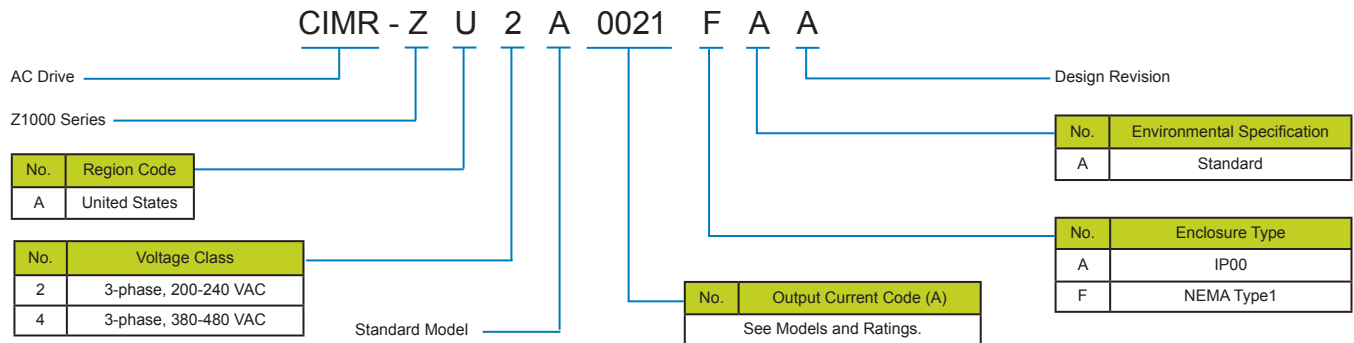 CIMR - Z U 2 A 0021 F A A
AC Drive
Design Revision
Z1000 Series
No. Environmental Specification
A Standard
No. Region Code
A United States
No. Enclosure Type
A IP00
F NEMA Type1
No. Voltage Class
2 3-phase, 200-240 VAC
4 3-phase, 380-480 VAC
No. Output Current Code (A)
See Models and Ratings.
Standard Model